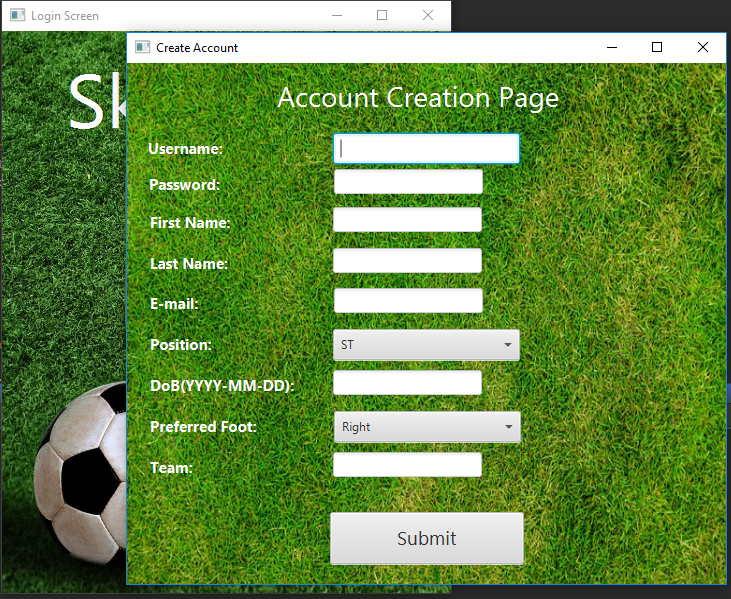 Login Screen
Create Account
Sk
Account Creation Page
Username:
Password:
First Name:
Last Name:
E-mail:
Position:
ST
DoB(YYYY-MM-DD):
Preferred Foot:
Right
Team:
Submit